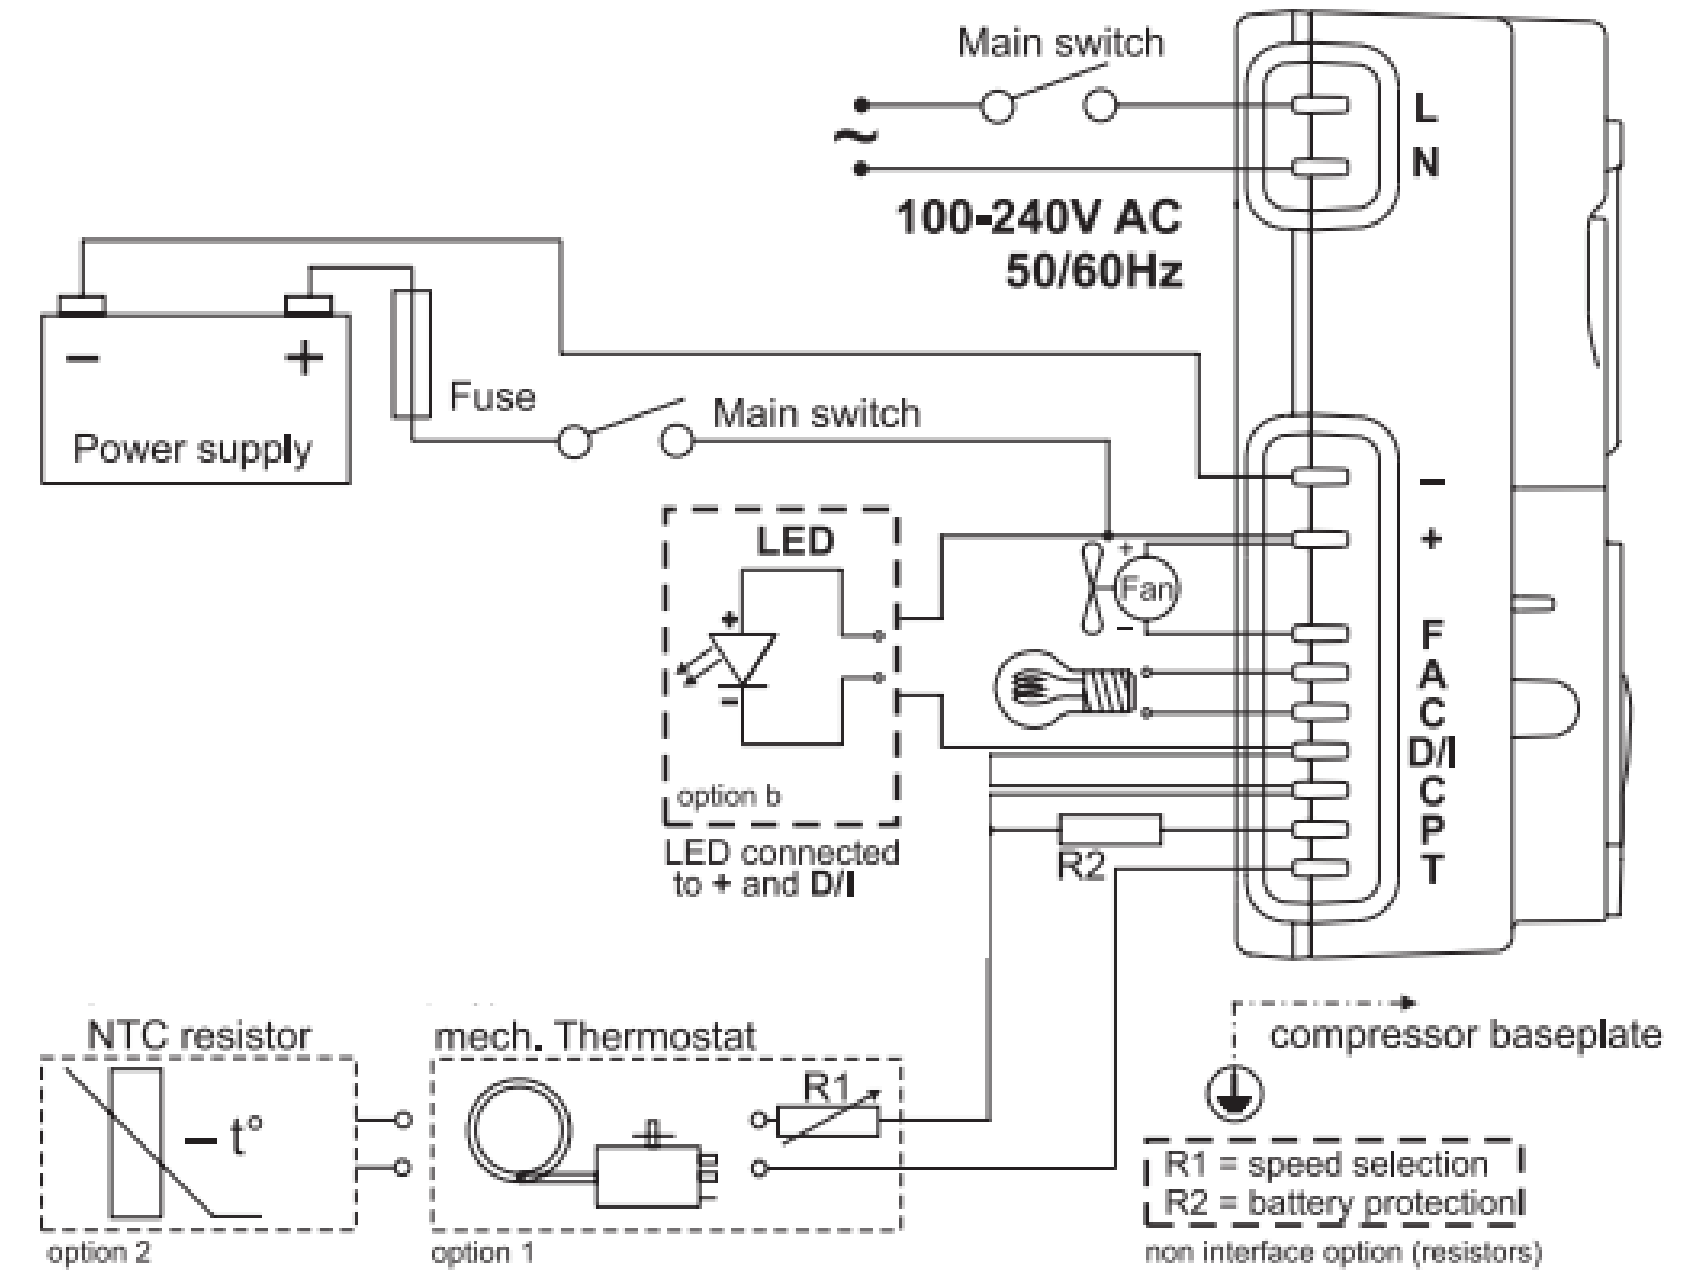 Main switch
L
~
N
100-240V AC
50/60Hz
− +
Fuse
Main switch
Power supply
−
LED
+
+
Fan
−
F
+
A
C
−
D/I
option b
C
P
LED connected
to + and D/I
R2
T
NTC resistor
mech. Thermostat
compressor baseplate
R1
− t°
R1 = speed selection
R2 = battery protection
option 2
option 1
non interface option (resistors)